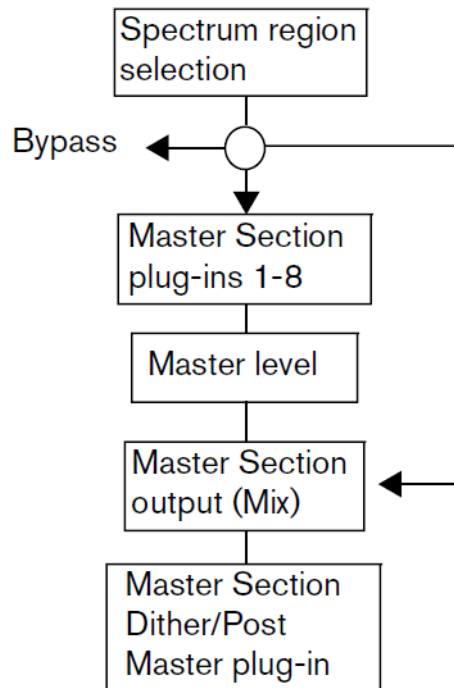 Spectrum region
selection
Bypass
Master Section
plug-ins 1-8
Master level
Master Section
output (Mix)
Master Section
Dither/Post
Master plug-in